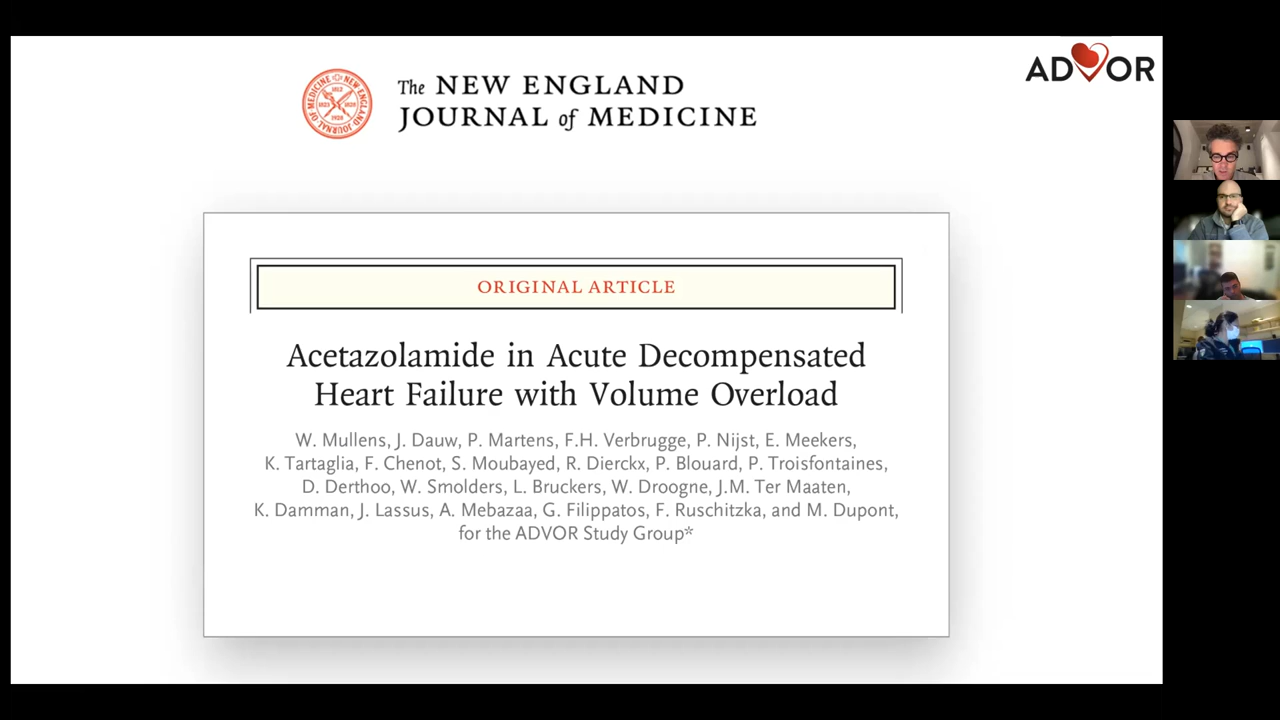 The NEW ENGLAND
JOURNAL of MEDICINE
ADVOR
ORIGINAL ARTICLE
Acetazolamide in Acute Decompensated
Heart Failure with Volume Overload
W. Mullens, J. Dauw, P. Martens, F.H. Verbrugge, P. Nijst, E. Meekers,
K. Tartaglia, F. Chenot, S. Moubayed, R. Dierckx, P. Blouard, P. Troisfontaines,
D. Derthoo, W. Smolders, L. Bruckers, W. Droogne, J.M. Ter Maaten,
K. Damman, J. Lassus, A. Mebazaa, G. Filippatos, F. Ruschitzka, and M. Dupont,
for the ADVOR Study Group*